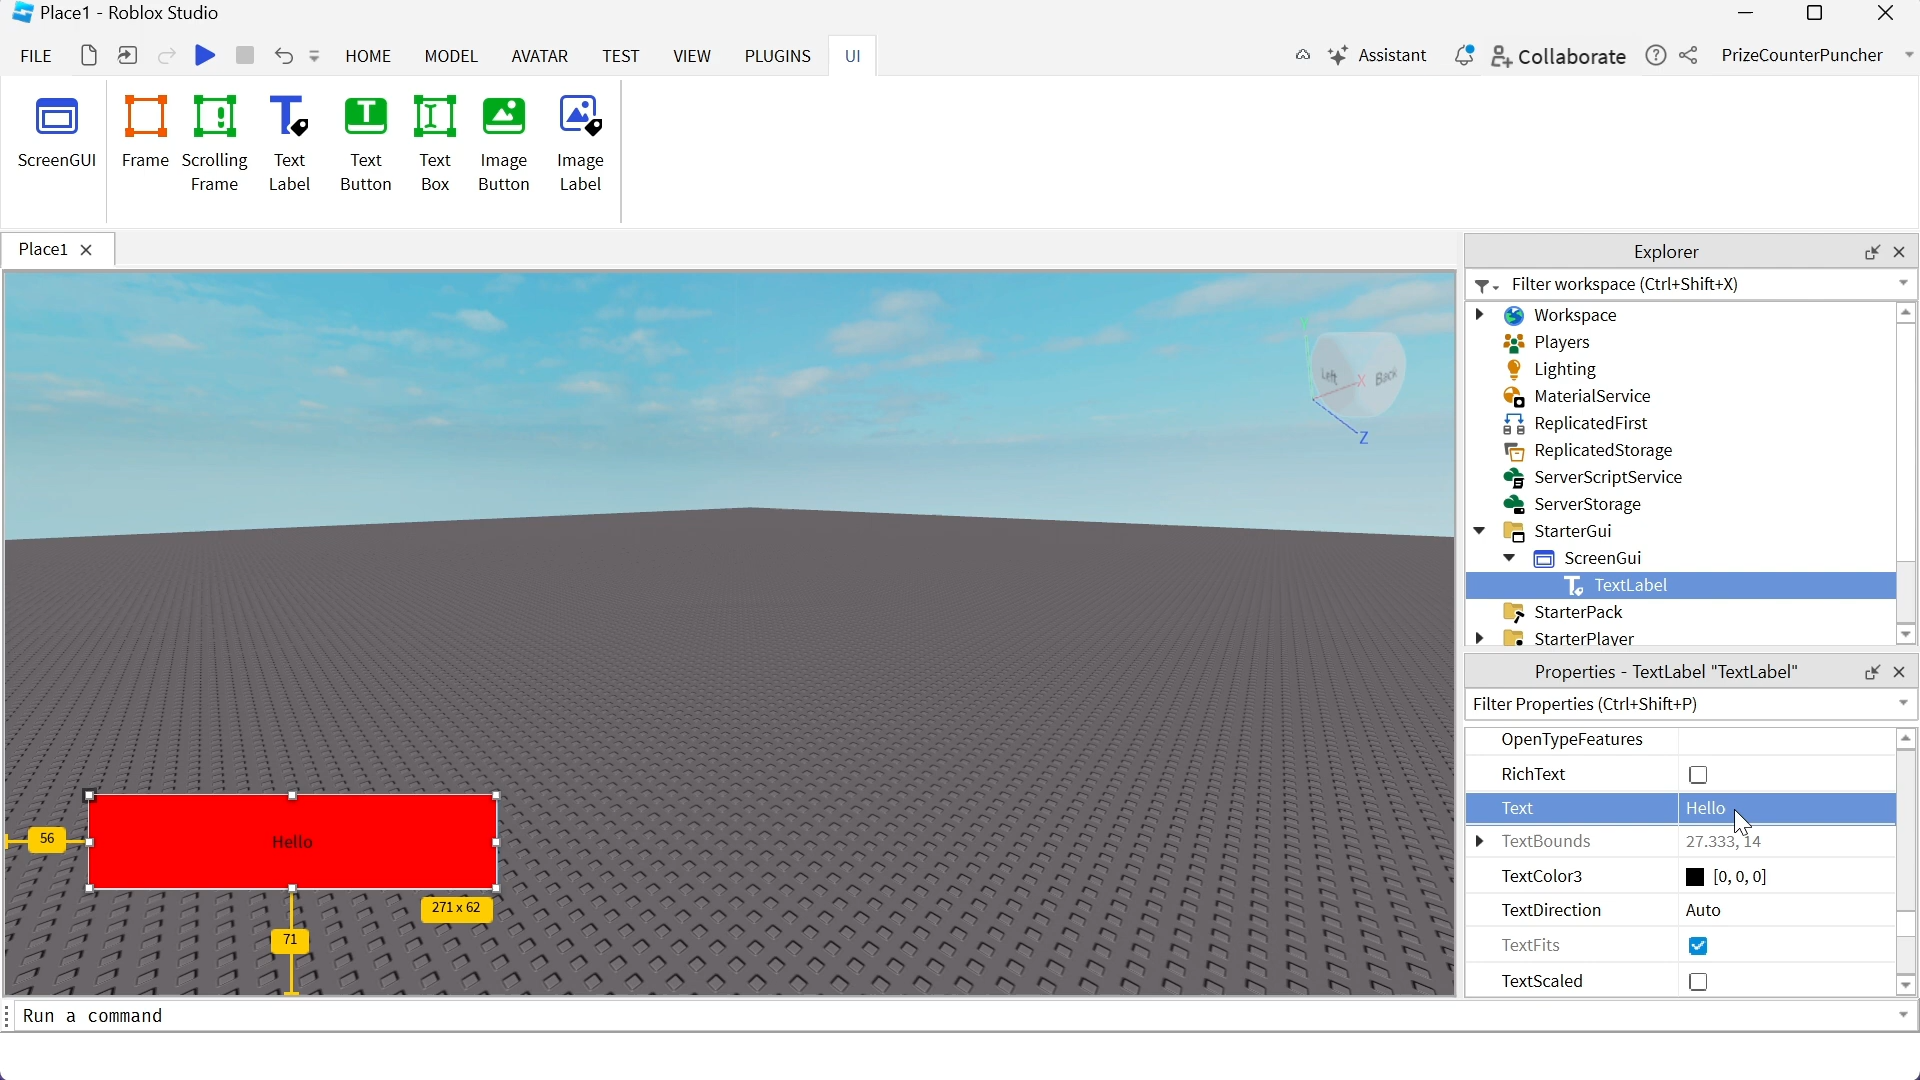 Place1 - Roblox Studio
FILE HOME MODEL AVATAR TEST VIEW PLUGINS UI Assistant Collaborate PrizeCounterPuncher
ScreenGUI
Frame
Scrolling
Frame
Text
Label
Text
Button
Text
Box
Image
Button
Image
Label
Place1
Left
Back
X
Y
Z
Hello
56
271 x 62
71
Explorer
Filter workspace (Ctrl+Shift+X)
Workspace
Players
Lighting
MaterialService
ReplicatedFirst
ReplicatedStorage
ServerScriptService
ServerStorage
StarterGui
ScreenGui
TextLabel
StarterPack
StarterPlayer
Properties - TextLabel "TextLabel"
Filter Properties (Ctrl+Shift+P)
OpenTypeFeatures
RichText
Text Hello
TextBounds 27.333, 14
TextColor3 [0, 0, 0]
TextDirection Auto
TextFits
TextScaled
Run a command